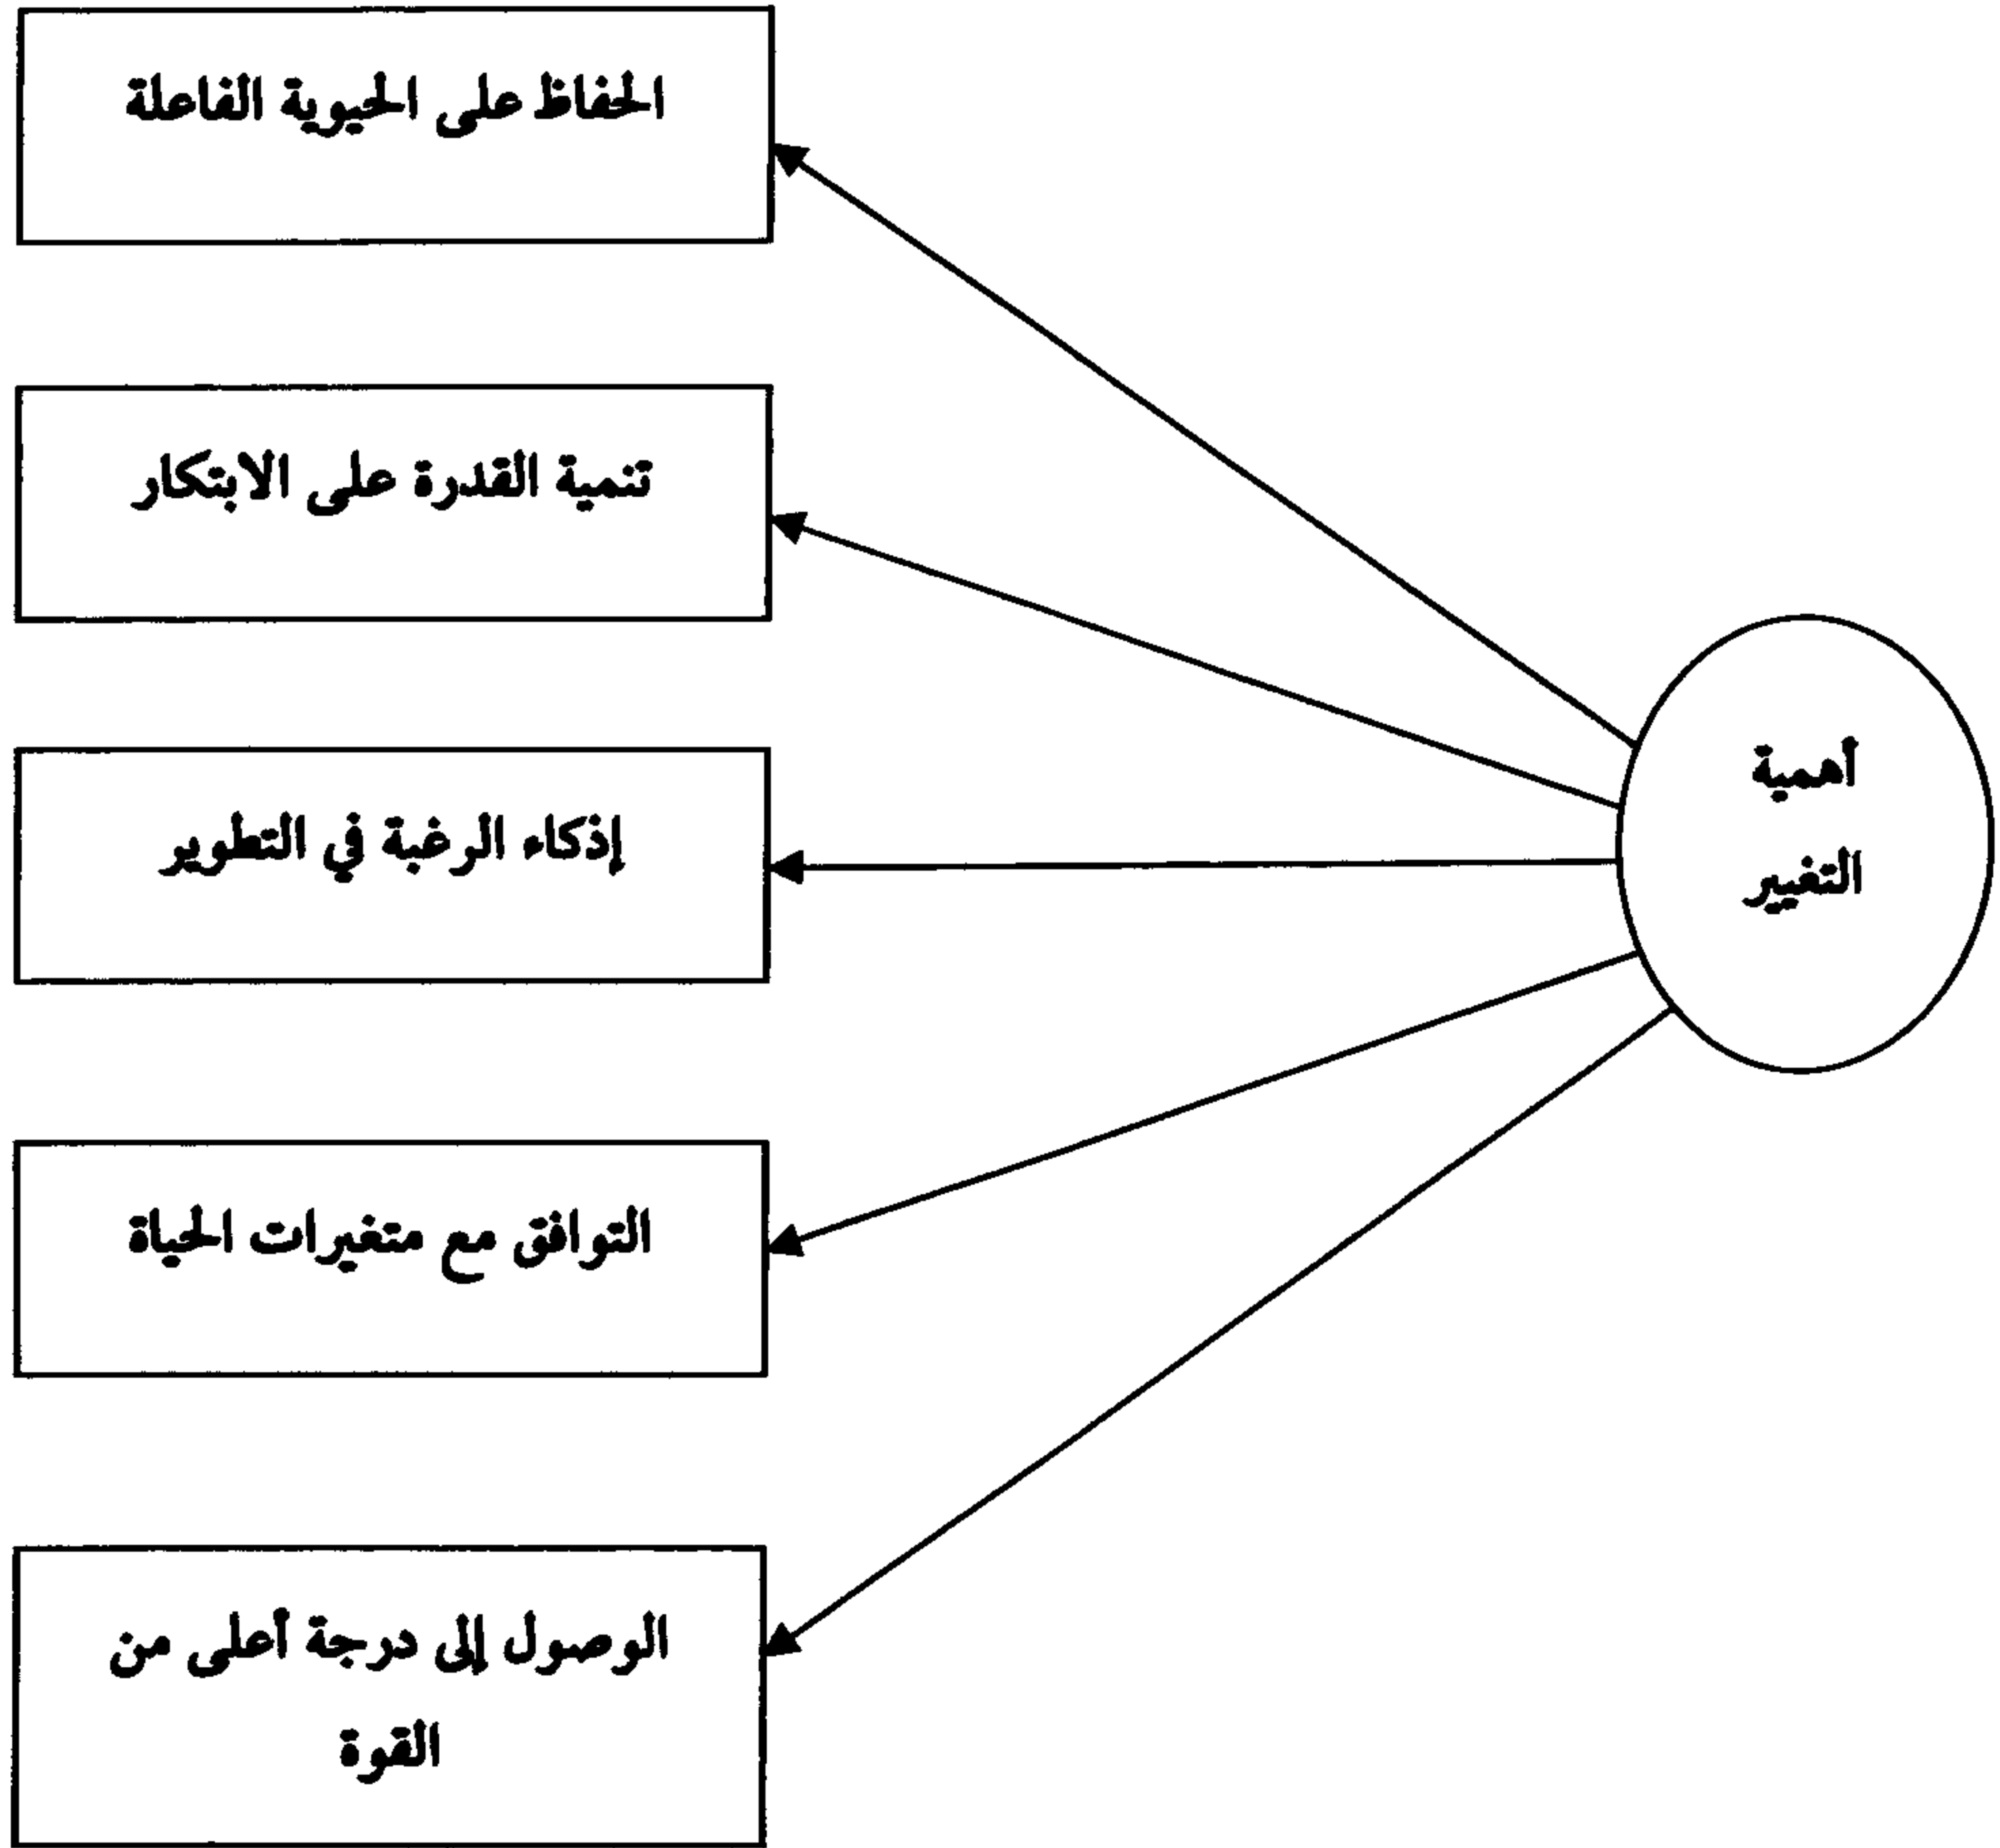 أهمية
التغيير
الحفاظ على الحيوية الفاعلة
تنمية القدرة على الابتكار
إذكاء الرغبة في التطوير
التوافق مع متغيرات الحياة
الوصول إلى درجة أعلى من
القوة